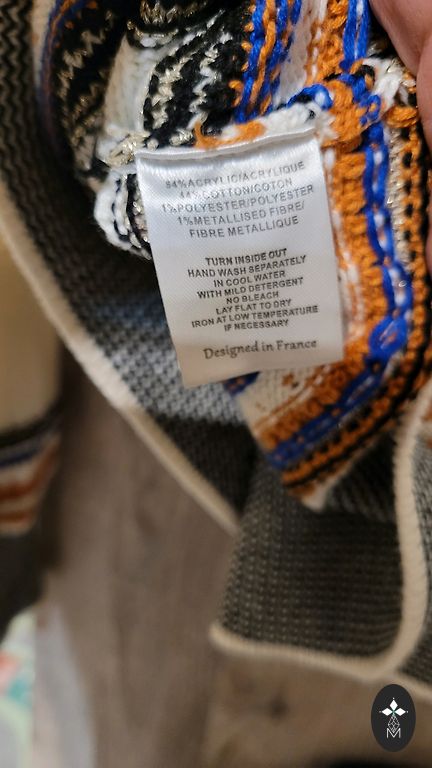 54%ACRYLIC/ACRYLIQUE
44%COTTON/COTON
1%POLYESTER/POLYESTER
1%METALLISED FIBRE/
FIBRE METALLIQUE
TURN INSIDE OUT
HAND WASH SEPARATELY
IN COOL WATER
WITH MILD DETERGENT
NO BLEACH
LAY FLAT TO DRY
IRON AT LOW TEMPERATURE
IF NECESSARY
Designed in France
M